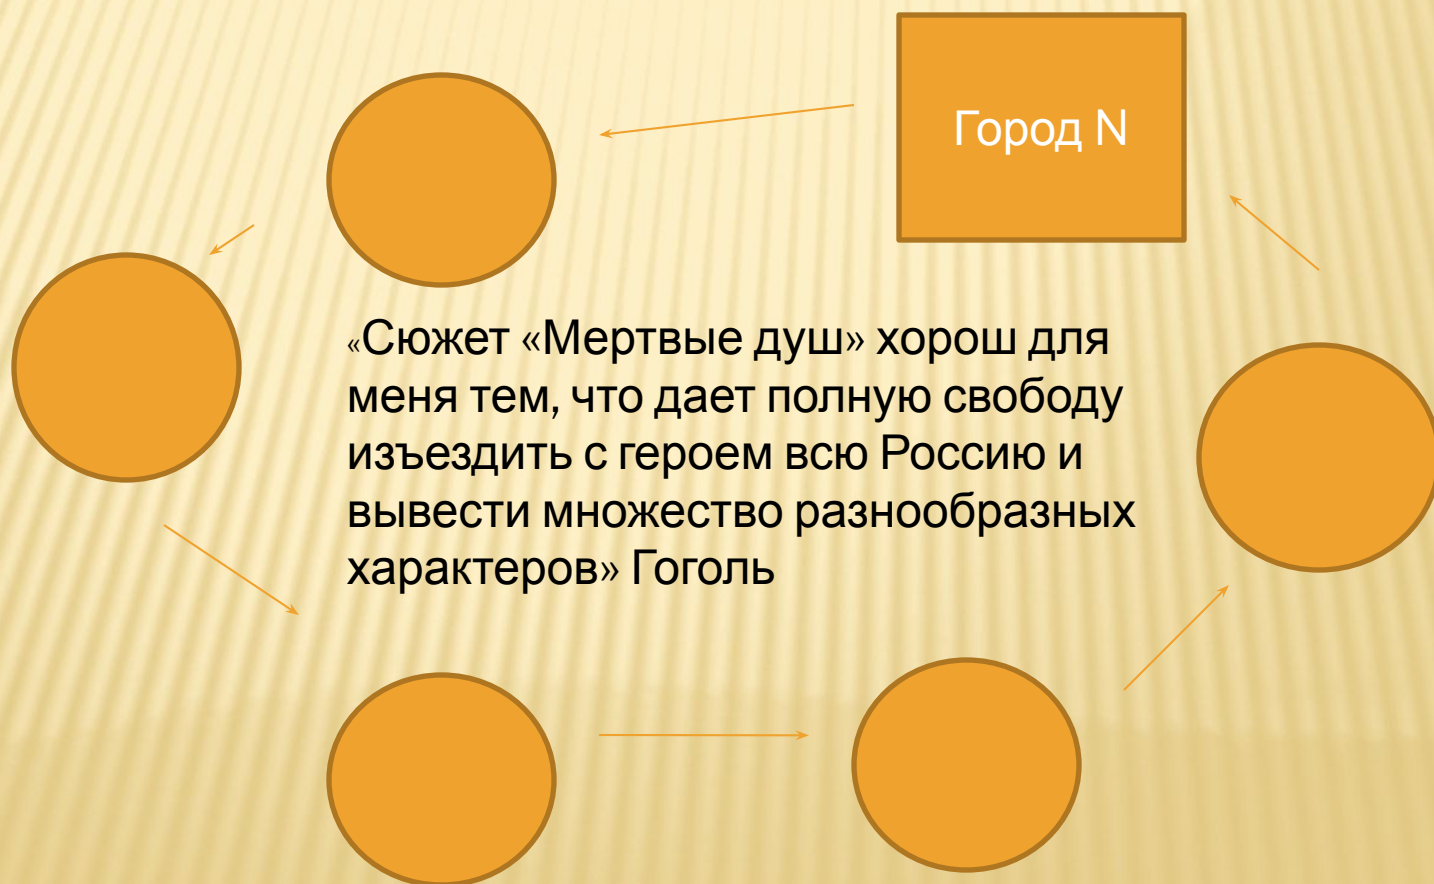 Город N
«Сюжет «Мертвые душ» хорош для
меня тем, что дает полную свободу
изъездить с героем всю Россию и
вывести множество разнообразных
характеров» Гоголь